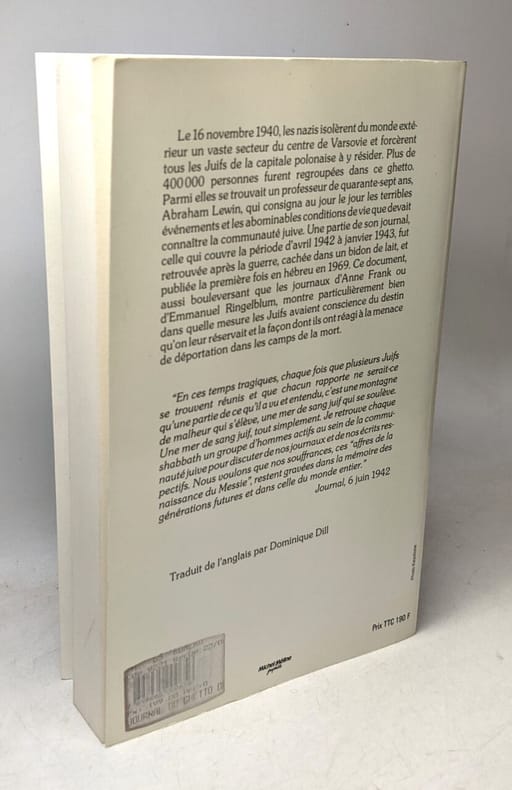 Le 16 novembre 1940, les nazis isolèrent du monde exté-
rieur un vaste secteur du centre de Varsovie et forcèrent
tous les Juifs de la capitale polonaise à y résider. Plus de
400 000 personnes furent regroupées dans ce ghetto.
Parmi elles se trouvait un professeur de quarante-sept ans,
Abraham Lewin, qui consigna au jour le jour les terribles
événements et les abominables conditions de vie que devait
connaître la communauté juive. Une partie de son journal,
celle qui couvre la période d'avril 1942 à janvier 1943, fut
retrouvée après la guerre, cachée dans un bidon de lait, et
publiée la première fois en hébreu en 1969. Ce document,
aussi bouleversant que les journaux d'Anne Frank ou
d'Emmanuel Ringelblum, montre particulièrement bien
dans quelle mesure les Juifs avaient conscience du destin
qu'on leur réservait et la façon dont ils ont réagi à la menace
de déportation dans les camps de la mort.
"En ces temps tragiques, chaque fois que plusieurs Juifs
se trouvent réunis et que chacun rapporte ne serait-ce
qu'une partie de ce qu'il a vu et entendu, c'est une montagne
de malheur qui s'élève, une mer de sang juif qui se soulève.
Une mer de sang juif, tout simplement. Je retrouve chaque
shabbath un groupe d'hommes actifs au sein de la commu-
nauté juive pour discuter de nos journaux et de nos écrits res-
pectifs. Nous voulons que nos souffrances, ces "affres de la
naissance du Messie", restent gravées dans la mémoire des
générations futures et dans celle du monde entier."
Journal, 6 juin 1942
Traduit de l'anglais par Dominique Dill
Photo Keystone
Prix TTC 190 F
JOURNAL DU GHETTO D